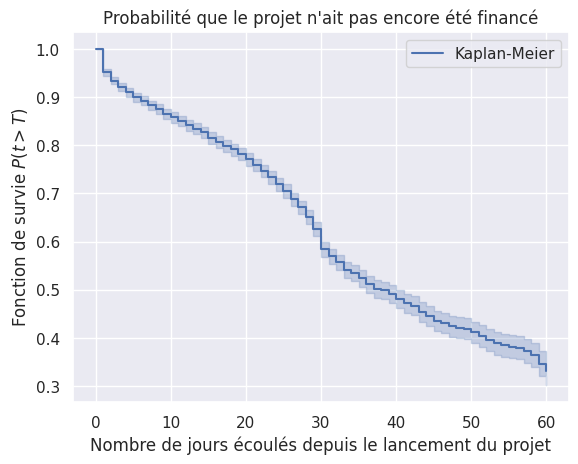 Probabilité que le projet n'ait pas encore été financé
Kaplan-Meier
Fonction de survie P(t > T)
1.0
0.9
0.8
0.7
0.6
0.5
0.4
0.3
0 10 20 30 40 50 60
Nombre de jours écoulés depuis le lancement du projet